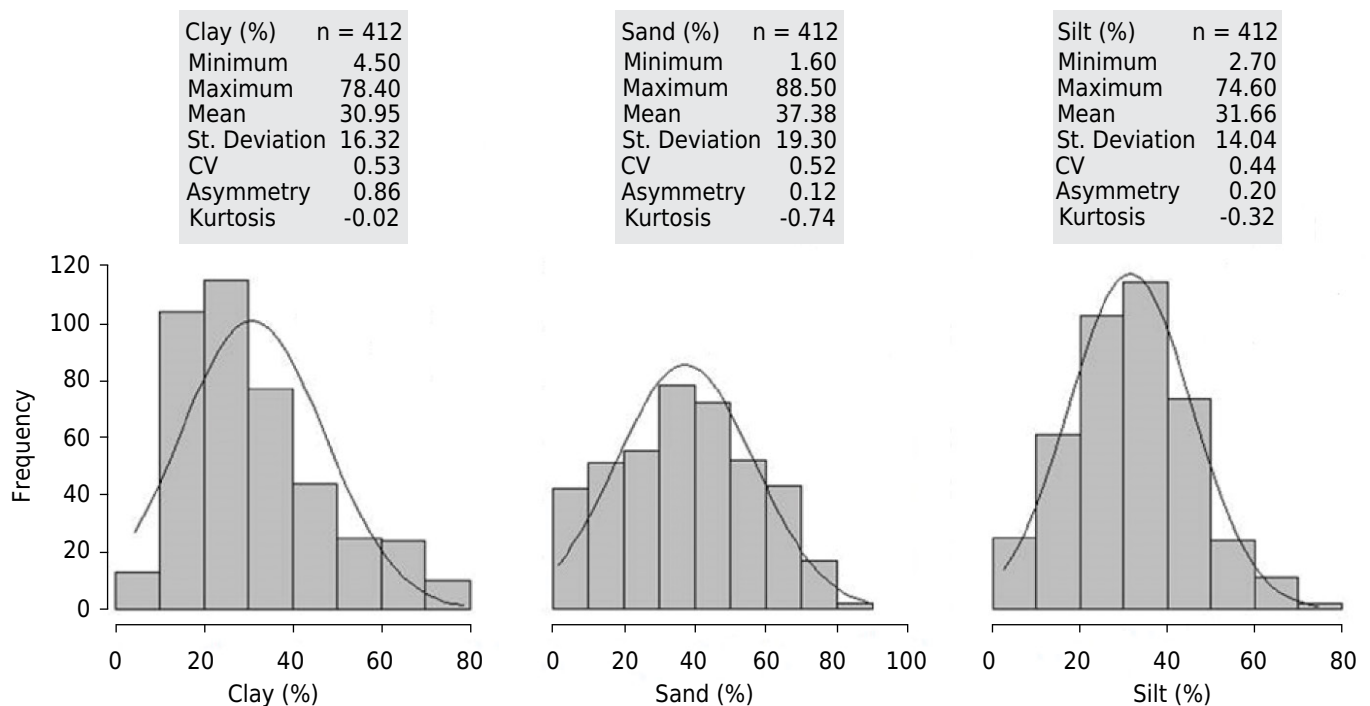 Clay (%) n = 412
Minimum 4.50
Maximum 78.40
Mean 30.95
St. Deviation 16.32
CV 0.53
Asymmetry 0.86
Kurtosis -0.02
Sand (%) n = 412
Minimum 1.60
Maximum 88.50
Mean 37.38
St. Deviation 19.30
CV 0.52
Asymmetry 0.12
Kurtosis -0.74
Silt (%) n = 412
Minimum 2.70
Maximum 74.60
Mean 31.66
St. Deviation 14.04
CV 0.44
Asymmetry 0.20
Kurtosis -0.32
Frequency
120
100
80
60
40
20
0
0 20 40 60 80
Clay (%)
0 20 40 60 80 100
Sand (%)
0 20 40 60 80
Silt (%)